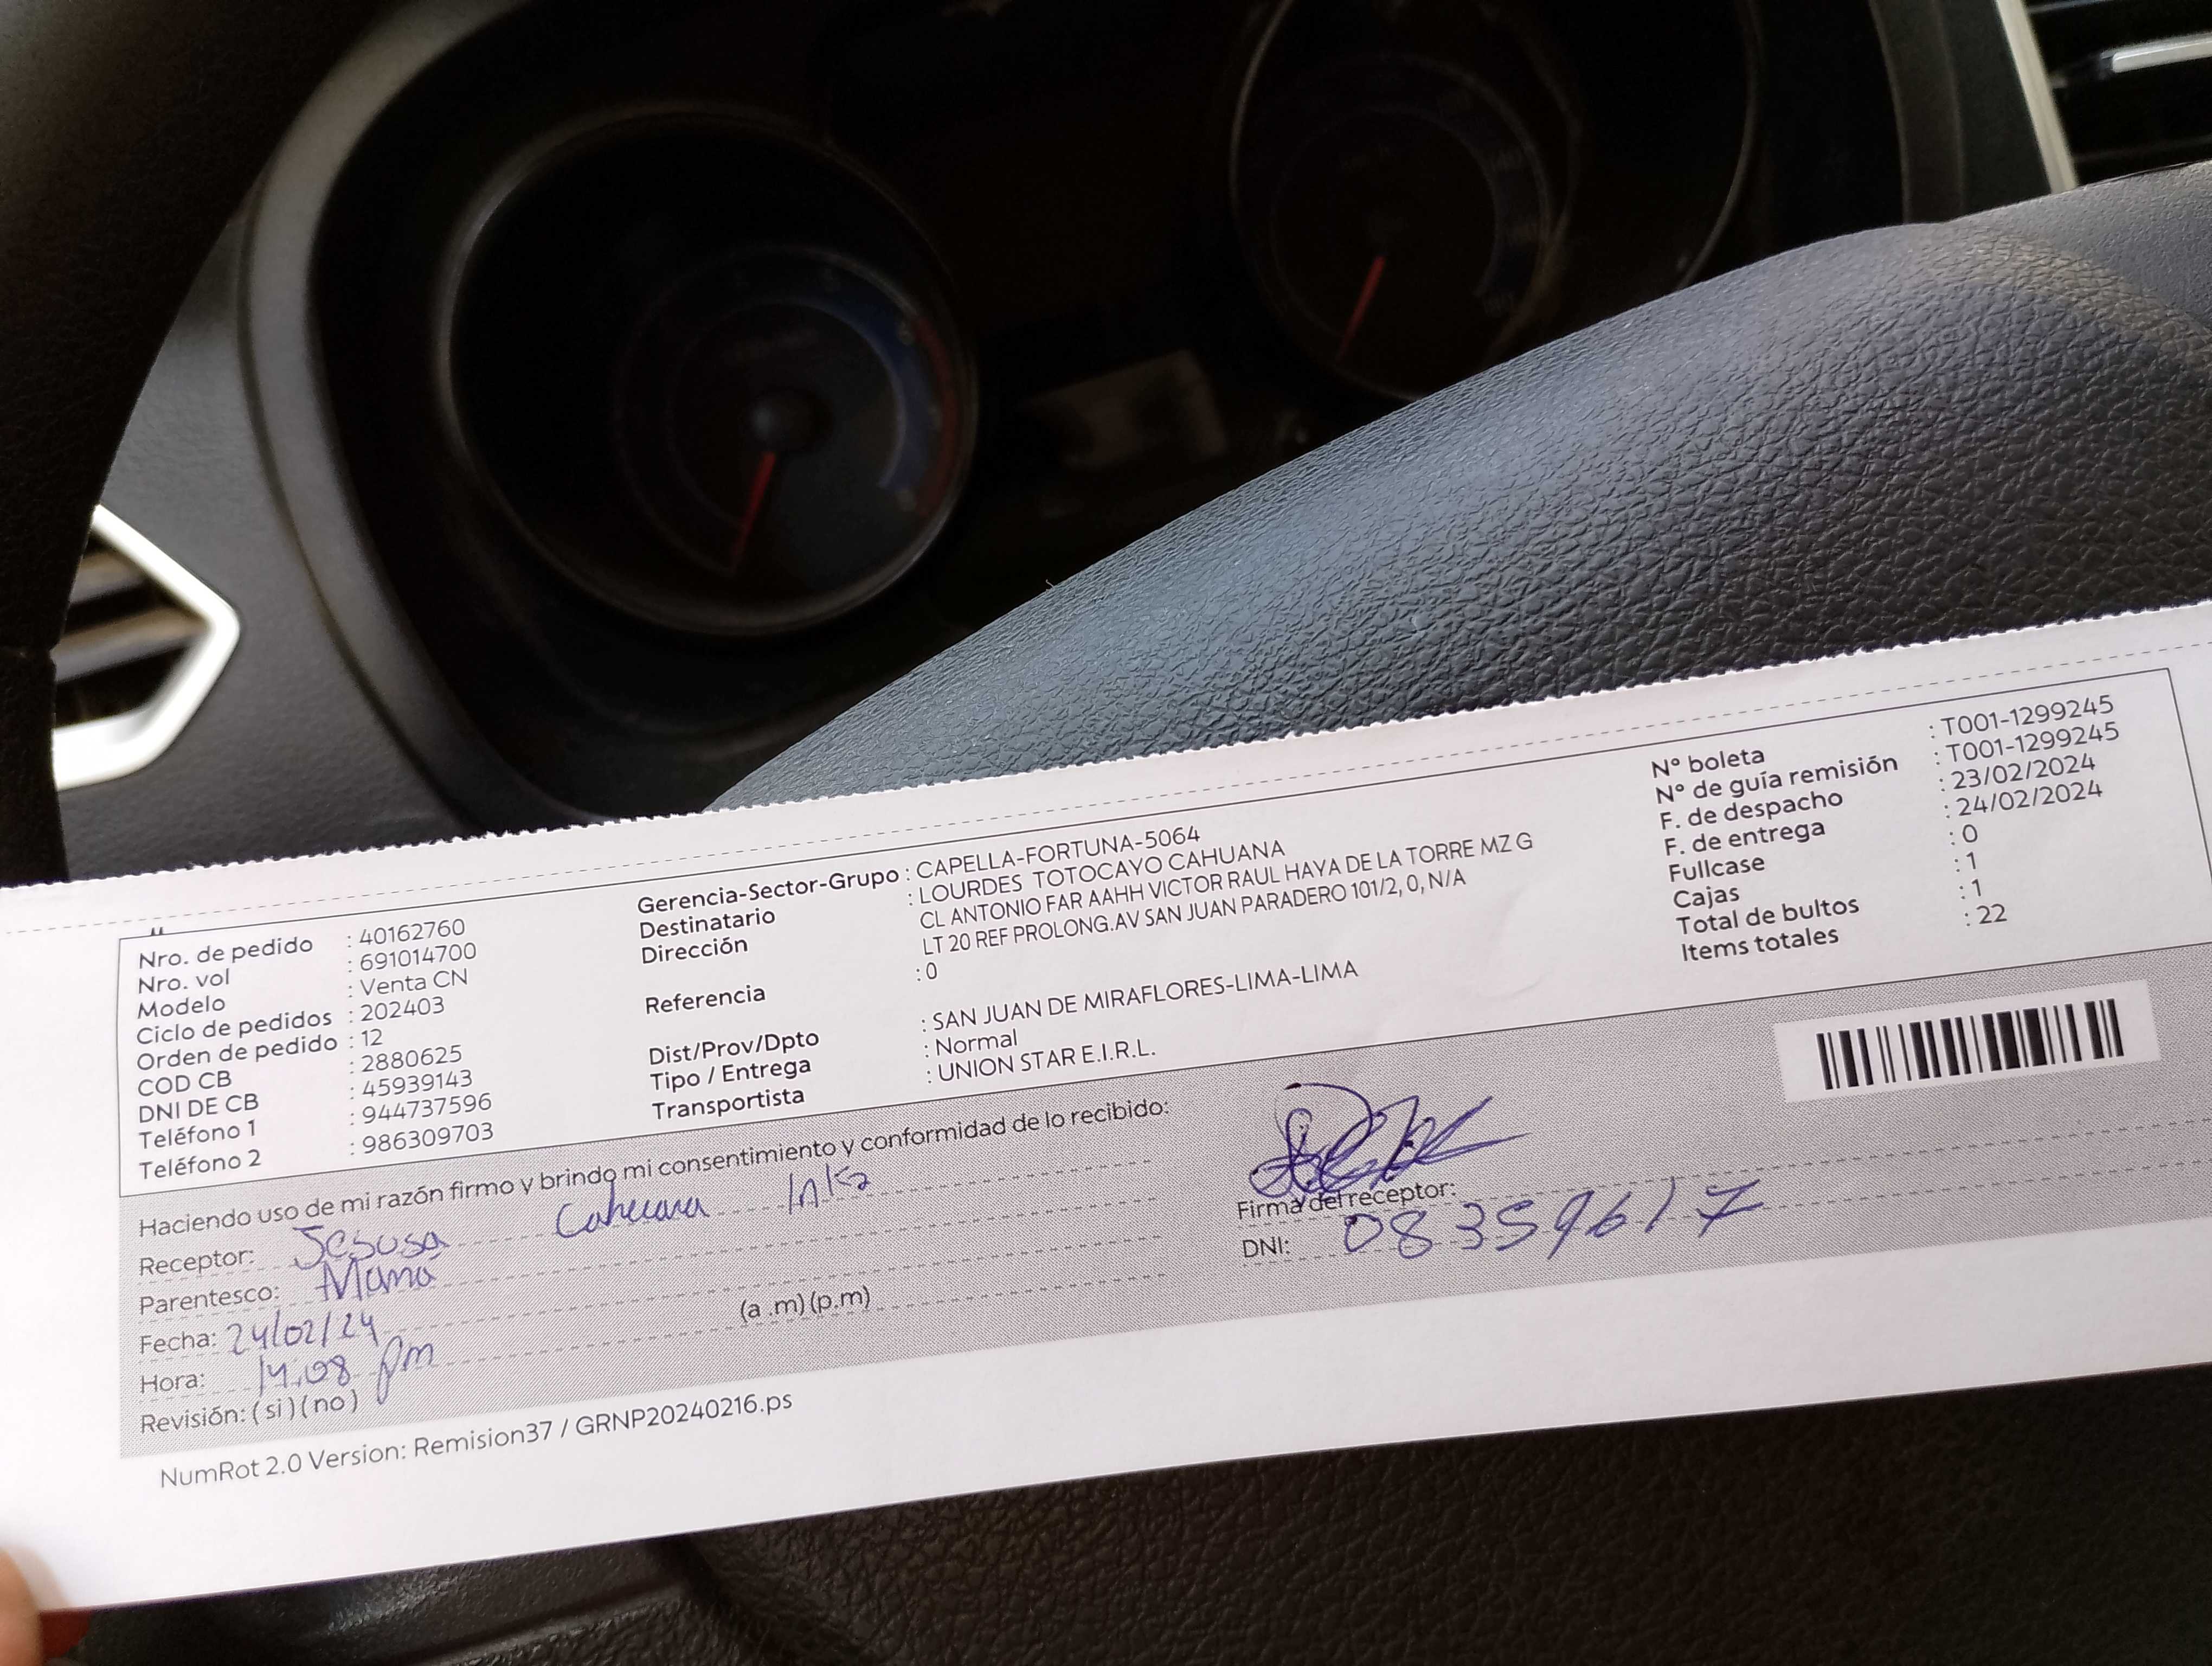 Nro. de pedido : 40162760
Nro. vol : 691014700
Modelo : Venta CN
Ciclo de pedidos : 202403
Orden de pedido : 12
COD CB : 2880625
DNI DE CB : 45939143
Teléfono 1 : 944737596
Teléfono 2 : 986309703
Gerencia-Sector-Grupo : CAPELLA-FORTUNA-5064
Destinatario : LOURDES TOTOCAYO CAHUANA
Dirección CL ANTONIO FAR AAHH VICTOR RAUL HAYA DE LA TORRE MZ G
LT 20 REF PROLONG.AV SAN JUAN PARADERO 101/2, 0, N/A
Referencia : 0
Dist/Prov/Dpto : SAN JUAN DE MIRAFLORES-LIMA-LIMA
Tipo / Entrega : Normal
Transportista : UNION STAR E.I.R.L.
N° boleta : T001-1299245
N° de guía remisión : T001-1299245
F. de despacho : 23/02/2024
F. de entrega : 24/02/2024
Fullcase : 0
Cajas : 1
Total de bultos : 1
Items totales : 22
Haciendo uso de mi razón firmo y brindo mi consentimiento y conformidad de lo recibido:
Receptor: Jesusa Cahuana Inka
Parentesco: Mama
Fecha: 24/02/24
Hora: 14:08 pm (a .m) (p.m)
Revisión: (si) (no)
Firma del receptor:
DNI: 08359617
NumRot 2.0 Version: Remision37 / GRNP20240216.ps